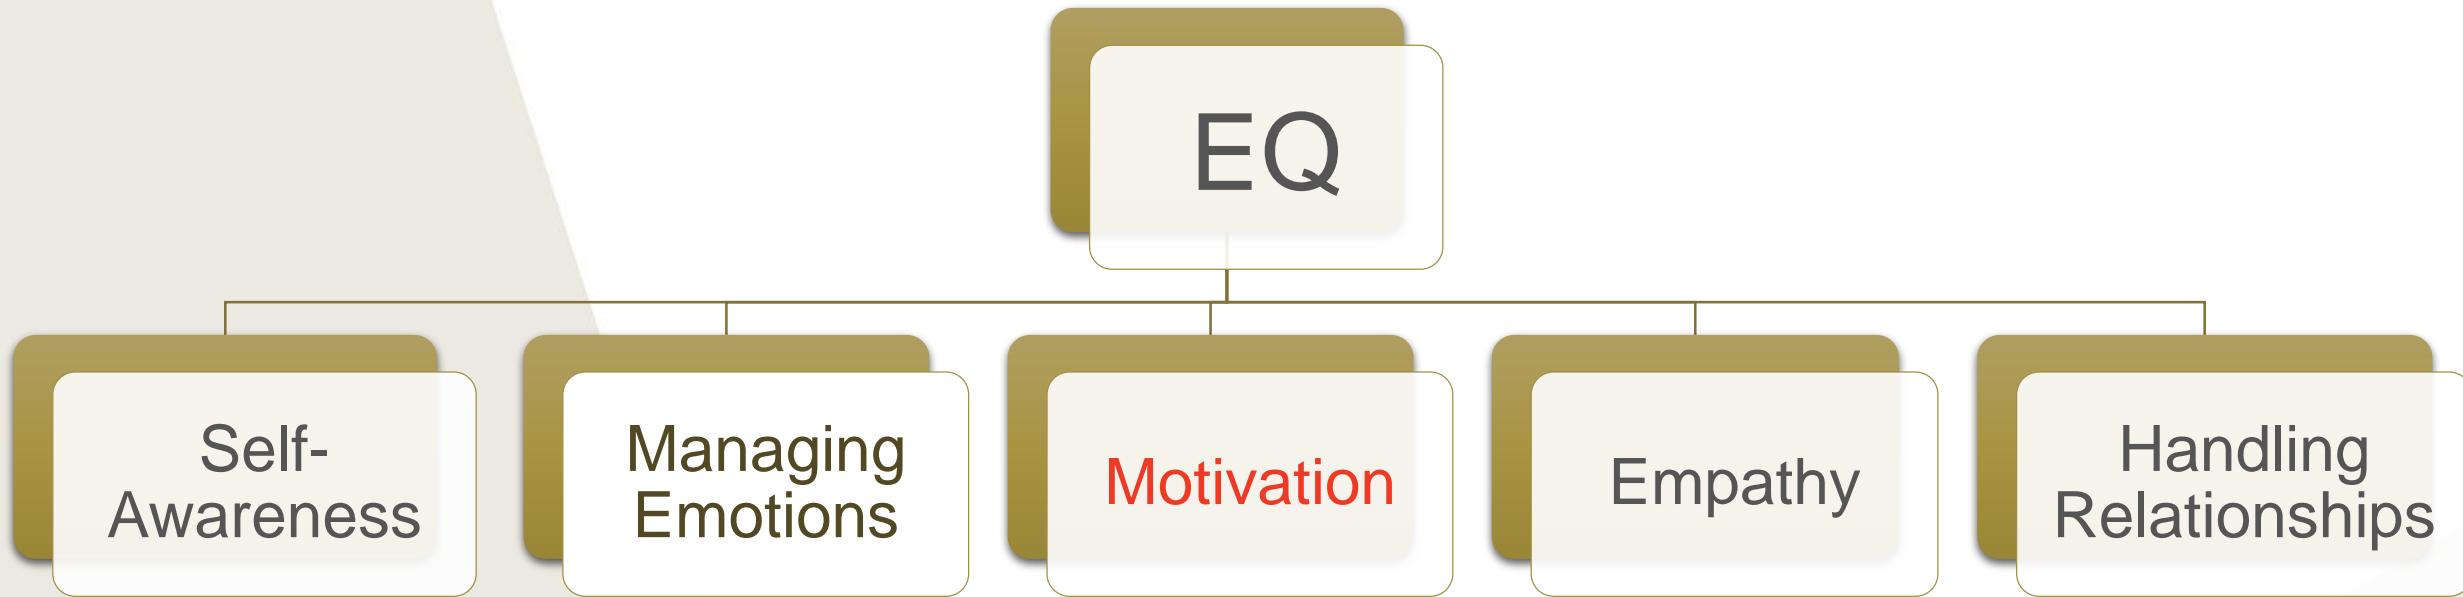 EQ
Self-
Awareness
Managing
Emotions
Motivation
Empathy
Handling
Relationships